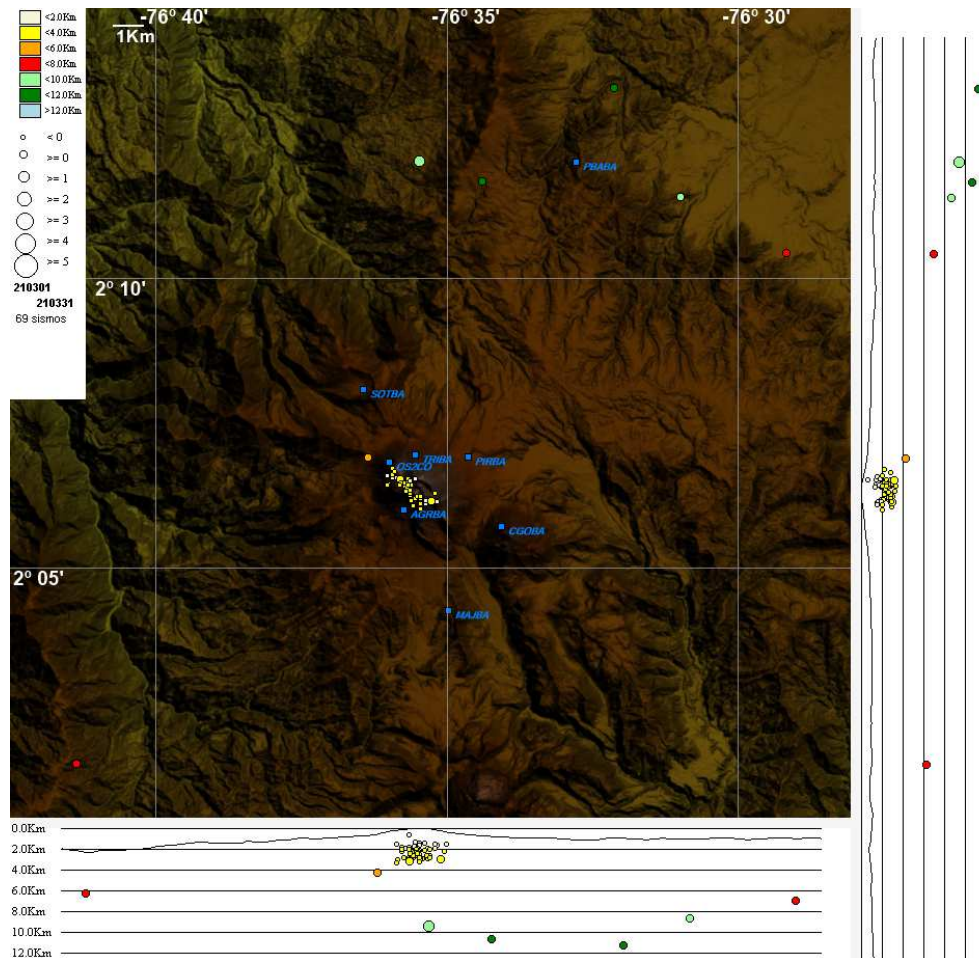 -76º 40'
-76º 35'
-76º 30'
1Km
<2.0Km
<4.0Km
<6.0Km
<8.0Km
<10.0Km
<12.0Km
>12.0Km
< 0
>= 0
>= 1
>= 2
>= 3
>= 4
>= 5
210301
210331
69 sismos
PBABA
2º 10'
SOTBA
TRIBA
PIRBA
OS2CO
AGRBA
CGOBA
2º 05'
MAJBA
0.0Km
2.0Km
4.0Km
6.0Km
8.0Km
10.0Km
12.0Km